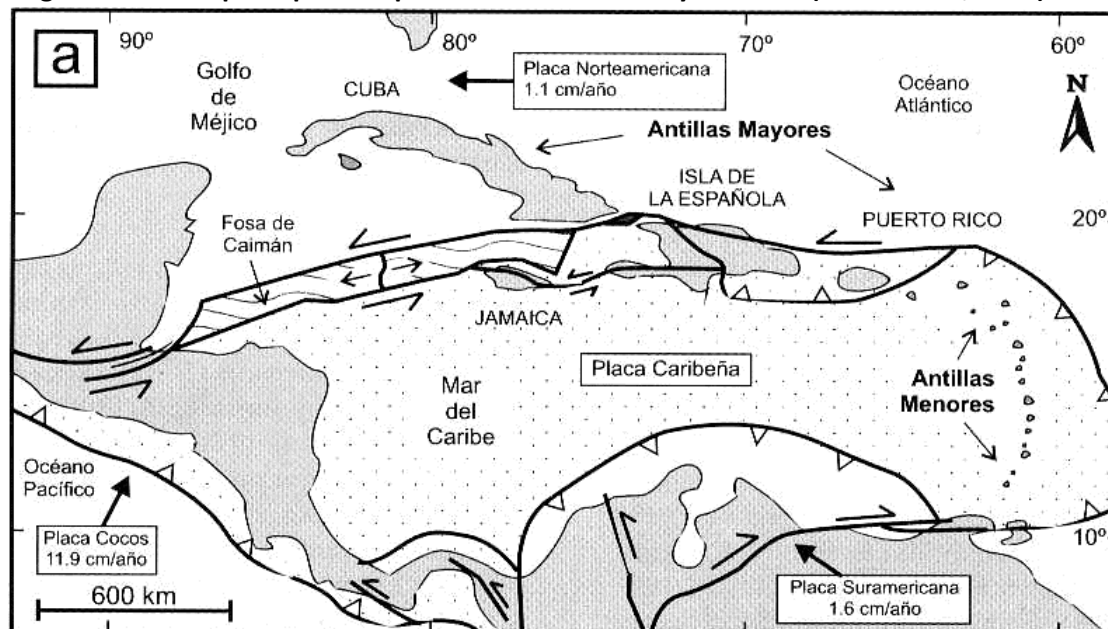 a
90º
80º
70º
60º
Golfo
de
Méjico
CUBA
Placa Norteamericana
1.1 cm/año
Océano
Atlántico
N
Antillas Mayores
ISLA DE
LA ESPAÑOLA
PUERTO RICO
20º
Fosa de
Caimán
JAMAICA
Placa Caribeña
Mar
del
Caribe
Antillas
Menores
Océano
Pacífico
Placa Cocos
11.9 cm/año
10º
Placa Suramericana
1.6 cm/año
600 km